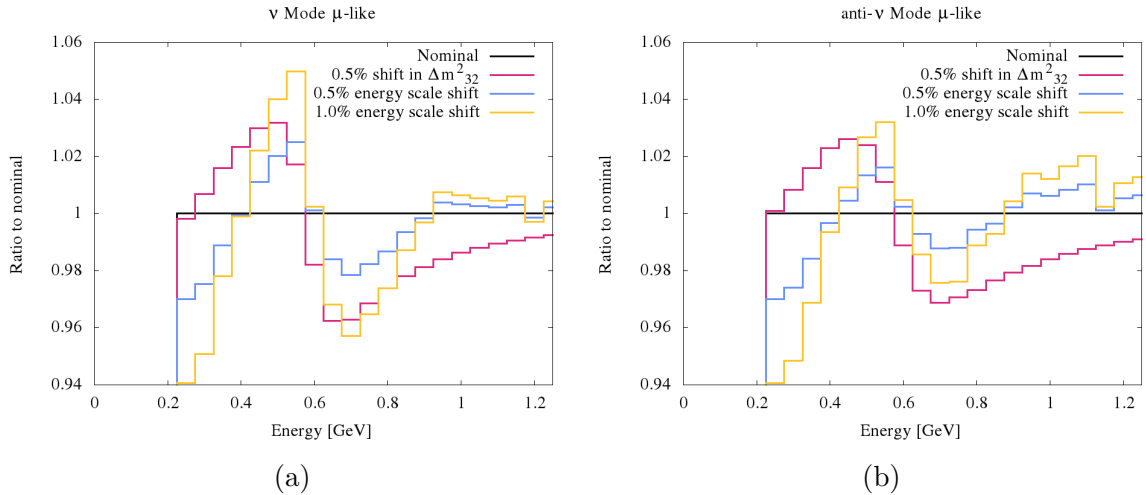 ν Mode μ-like
Ratio to nominal
1.06
1.04
1.02
1
0.98
0.96
0.94
Nominal
0.5% shift in Δm²₃₂
0.5% energy scale shift
1.0% energy scale shift
0 0.2 0.4 0.6 0.8 1 1.2
Energy [GeV]
(a)
anti-ν Mode μ-like
Ratio to nominal
1.06
1.04
1.02
1
0.98
0.96
0.94
Nominal
0.5% shift in Δm²₃₂
0.5% energy scale shift
1.0% energy scale shift
0 0.2 0.4 0.6 0.8 1 1.2
Energy [GeV]
(b)